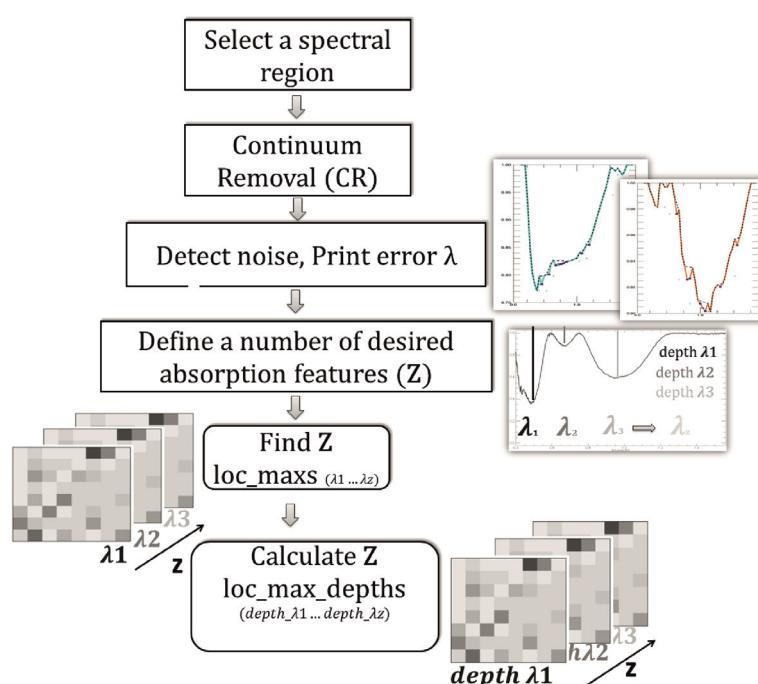 Select a spectral
region
Continuum
Removal (CR)
Detect noise, Print error λ
Define a number of desired
absorption features (Z)
depth λ1
depth λ2
depth λ3
λ₁ λ₂ λ₃ λz
Find Z
loc_maxs (λ1 ... λz)
λ1 λ2 λ3
Z
Calculate Z
loc_max_depths
(depth_λ1 ... depth_λz)
depth λ1 hλ2 λ3
Z